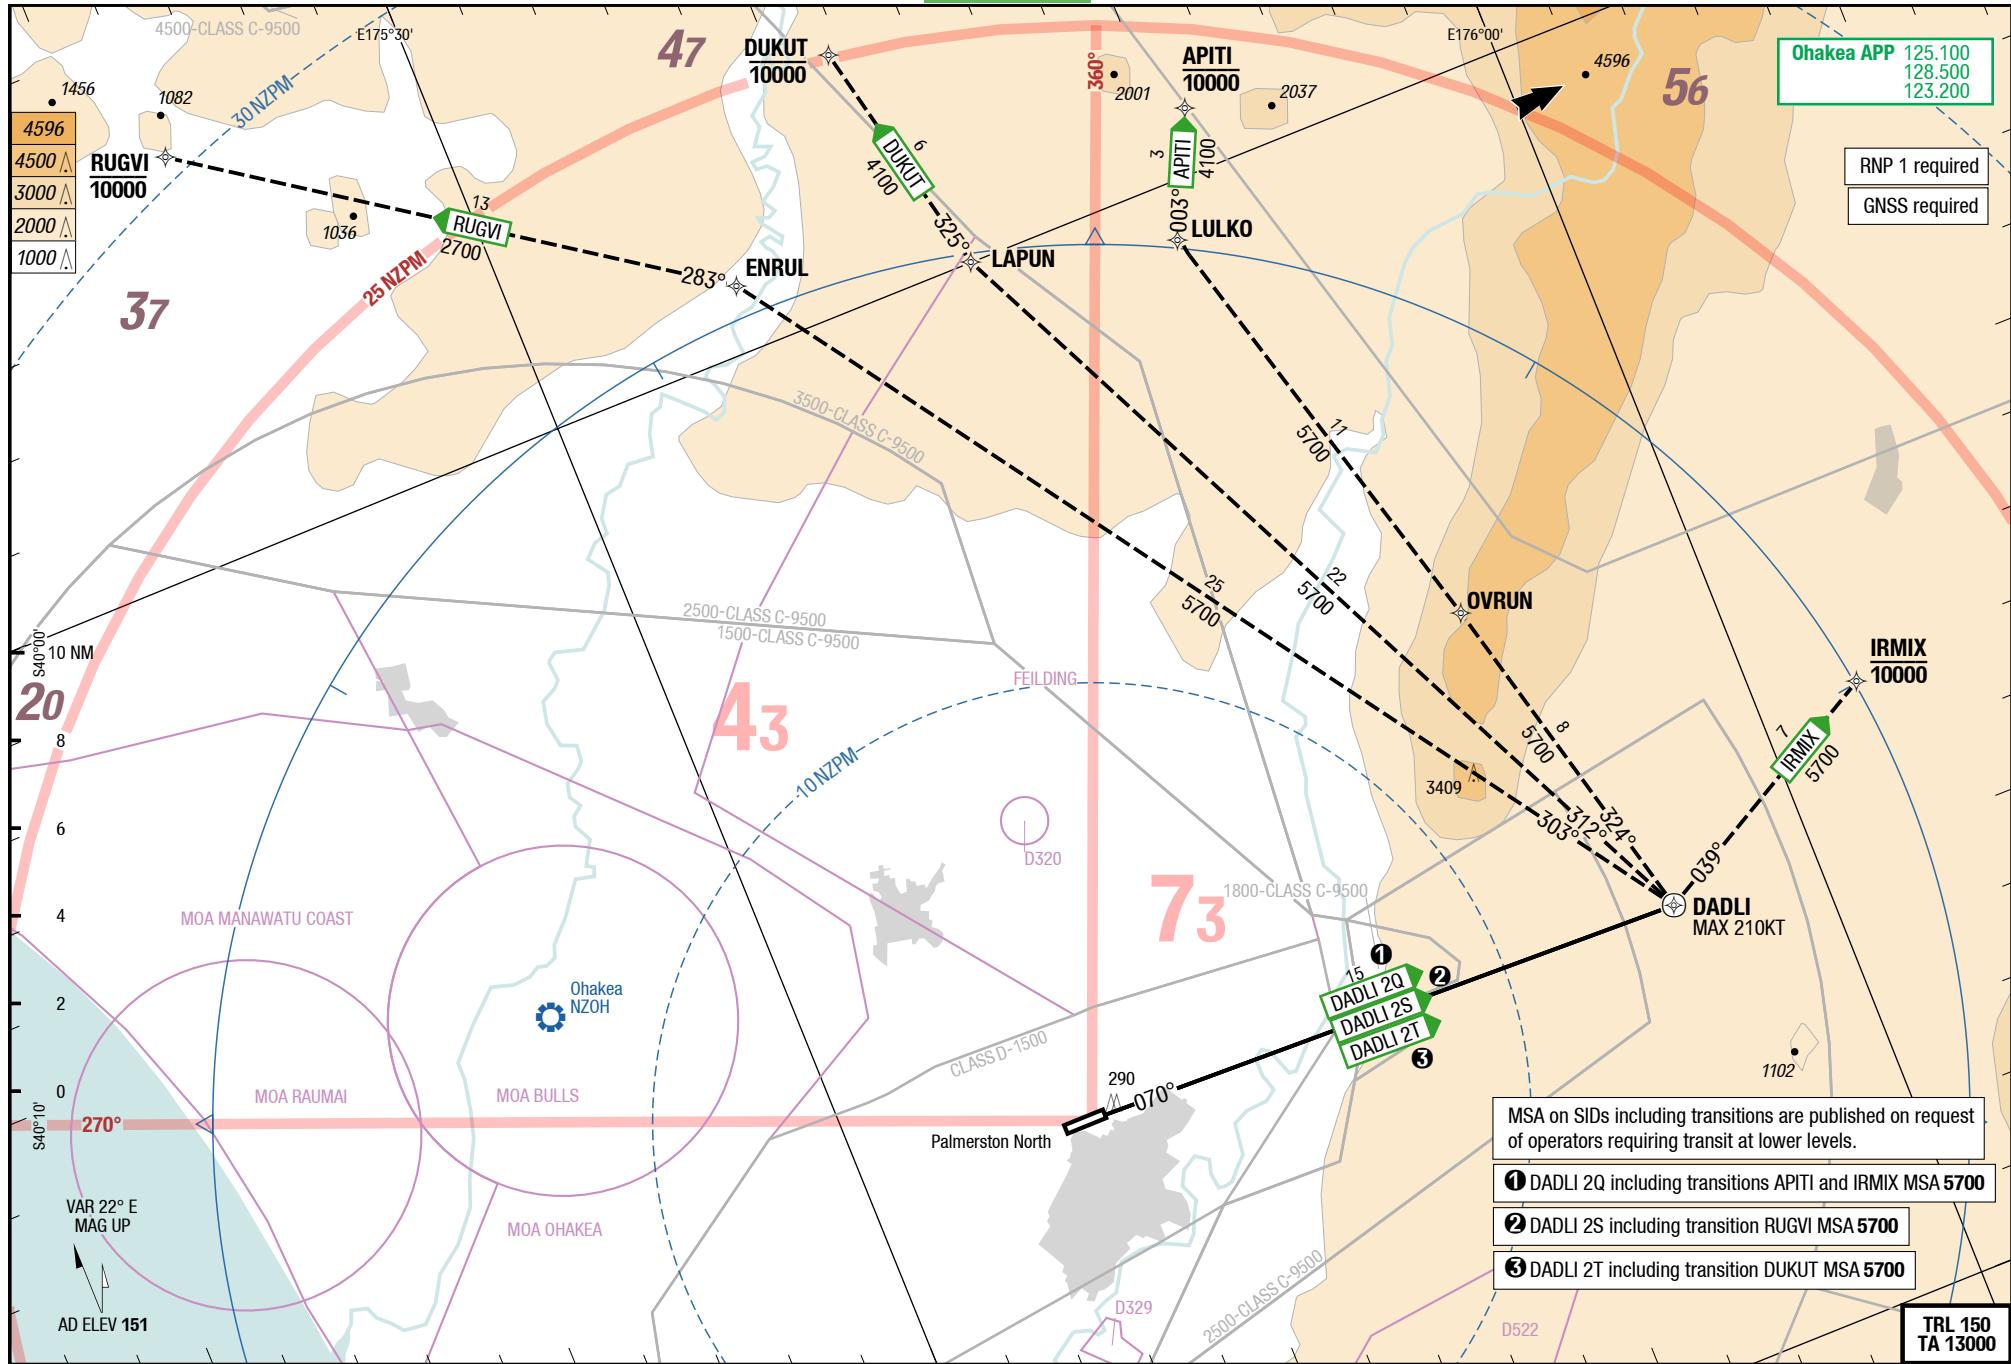 4500-CLASS C-9500
E175°30'
47
DUKUT
10000
360°
APITI
10000
E176°00'
4596
56
Ohakea APP 125.100
128.500
123.200
1456
1082
30 NZPM
2001
2037
4596
4500
3000
2000
1000
RUGVI
10000
6
DUKUT
4100
3
APITI
4100
RNP 1 required
GNSS required
1036
13
RUGVI
2700
325°
003°
LULKO
LAPUN
25 NZPM
283°
ENRUL
37
3500-CLASS C-9500
11
5700
25
5700
22
5700
OVRUN
2500-CLASS C-9500
1500-CLASS C-9500
S40°00'
10 NM
20
FEILDING
43
IRMIX
10000
8
5700
7
IRMIX
5700
10 NZPM
3409
8
6
4
2
0
303°
312°
324°
039°
D320
73
1800-CLASS C-9500
DADLI
MAX 210KT
MOA MANAWATU COAST
Ohakea
NZOH
15
1
DADLI 2Q
2
DADLI 2S
DADLI 2T
3
CLASS D-1500
1102
MOA RAUMAI
MOA BULLS
290
070°
S40°10'
270°
Palmerston North
MSA on SIDs including transitions are published on request
of operators requiring transit at lower levels.
1 DADLI 2Q including transitions APITI and IRMIX MSA 5700
2 DADLI 2S including transition RUGVI MSA 5700
3 DADLI 2T including transition DUKUT MSA 5700
VAR 22° E
MAG UP
MOA OHAKEA
2500-CLASS C-9500
AD ELEV 151
D329
D522
TRL 150
TA 13000